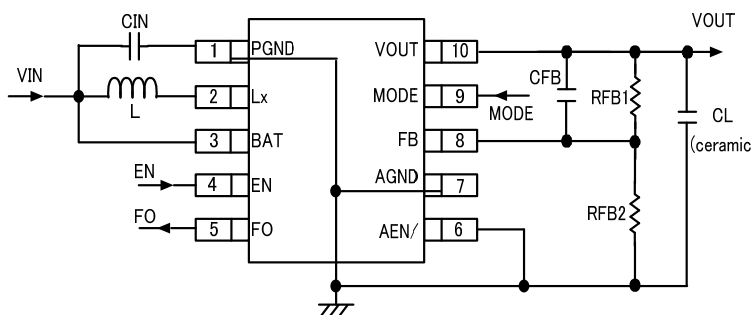 CIN
VOUT
1 PGND
VOUT 10
VIN
CFB
RFB1
2 Lx
MODE 9
MODE
L
CL
(ceramic
3 BAT
FB 8
EN
4 EN
AGND 7
FO
5 FO
AEN/ 6
RFB2